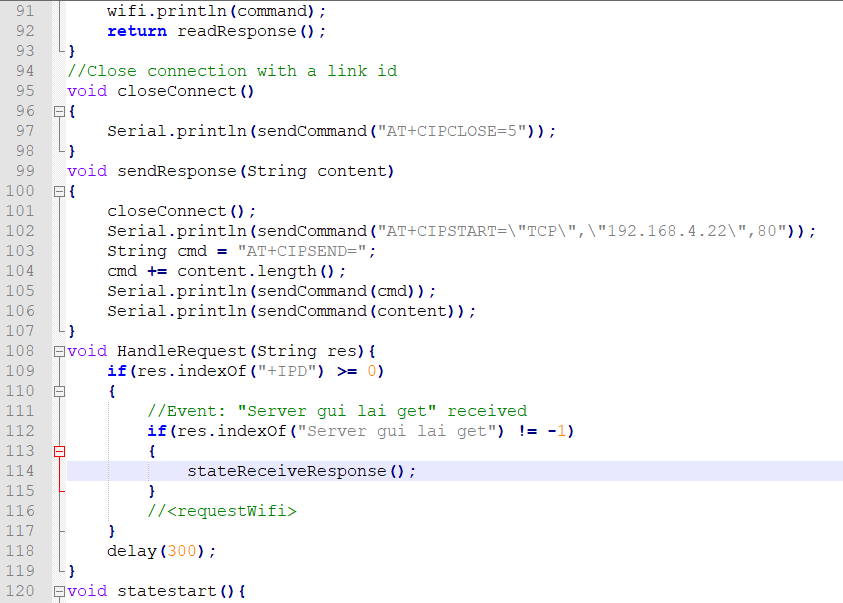 91 wifi.println(command);
92 return readResponse();
93 }
94 //Close connection with a link id
95 void closeConnect()
96 {
97 Serial.println(sendCommand("AT+CIPCLOSE=5"));
98 }
99 void sendResponse(String content)
100 {
101 closeConnect();
102 Serial.println(sendCommand("AT+CIPSTART=\"TCP\",\"192.168.4.22\",80"));
103 String cmd = "AT+CIPSEND=";
104 cmd += content.length();
105 Serial.println(sendCommand(cmd));
106 Serial.println(sendCommand(content));
107 }
108 void HandleRequest(String res){
109 if(res.indexOf("+IPD") >= 0)
110 {
111 //Event: "Server gui lai get" received
112 if(res.indexOf("Server gui lai get") != -1)
113 {
114 stateReceiveResponse();
115 }
116 //<requestWifi>
117 }
118 delay(300);
119 }
120 void statestart(){